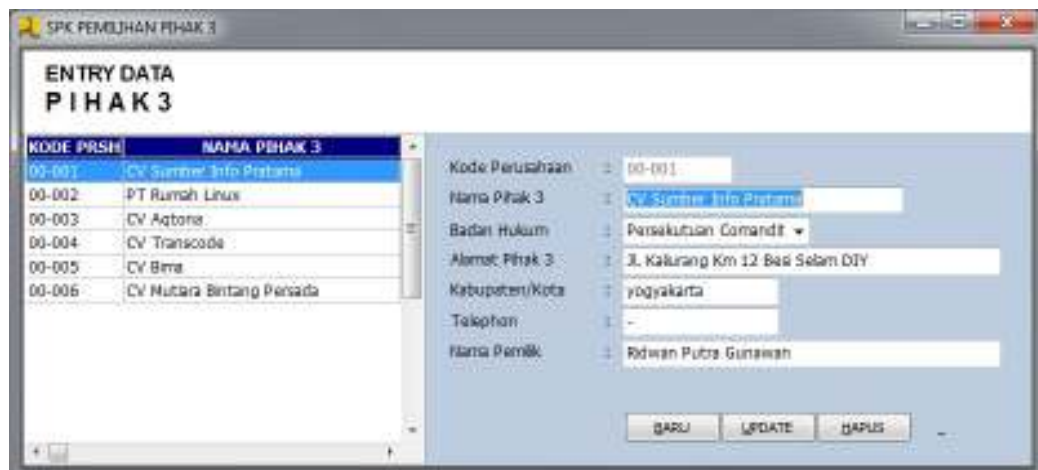 SPK PEMILIHAN PIHAK 3
ENTRY DATA
PIHAK 3
KODE PRSH NAMA PIHAK 3
00-001 CV Sumber Info Pratama
00-002 PT Rumah Linux
00-003
CV
00-004 CV Transcode
00-005 CV Bima
00-006 CV Mutiara Bintang Persada
Kode Perusahaan : 00-001
Nama Pihak 3 : CV Sumber Info Pratama
Badan Hukum : Persekutuan Comandit
Alamat Pihak 3 : Jl. Kaliurang Km 12 Besi Selam DIY
Kabupaten/Kota : yogyakarta
Telephon : -
Nama Pemilik : Ridwan Putra Gunawan
BARU UPDATE HAPUS